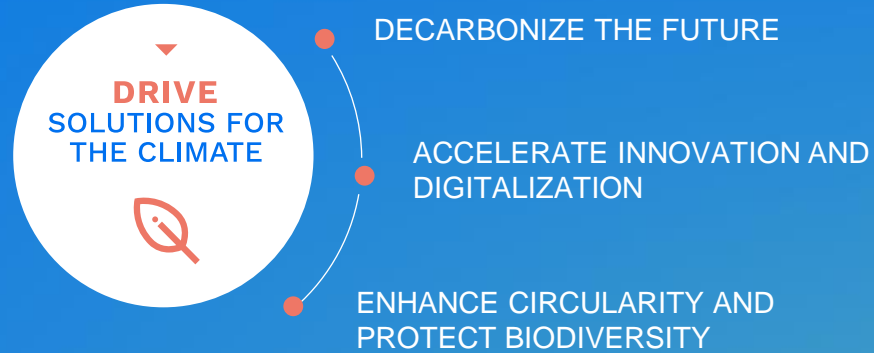 DRIVE
SOLUTIONS FOR
THE CLIMATE
DECARBONIZE THE FUTURE
ACCELERATE INNOVATION AND
DIGITALIZATION
ENHANCE CIRCULARITY AND
PROTECT BIODIVERSITY